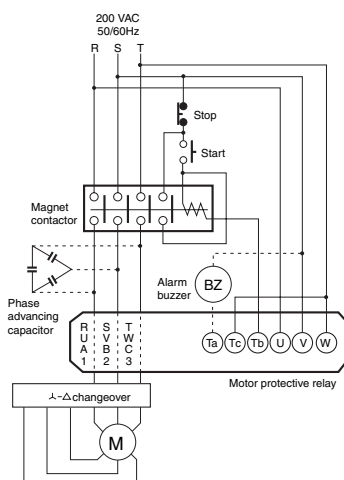 200 VAC
50/60Hz
R S T
Stop
Start
Magnet
contactor
Phase
advancing
capacitor
Alarm
buzzer
BZ
R S T
U V W
A B C
1 2 3
Ta Tc Tb U V W
Motor protective relay
⅄-△changeover
M